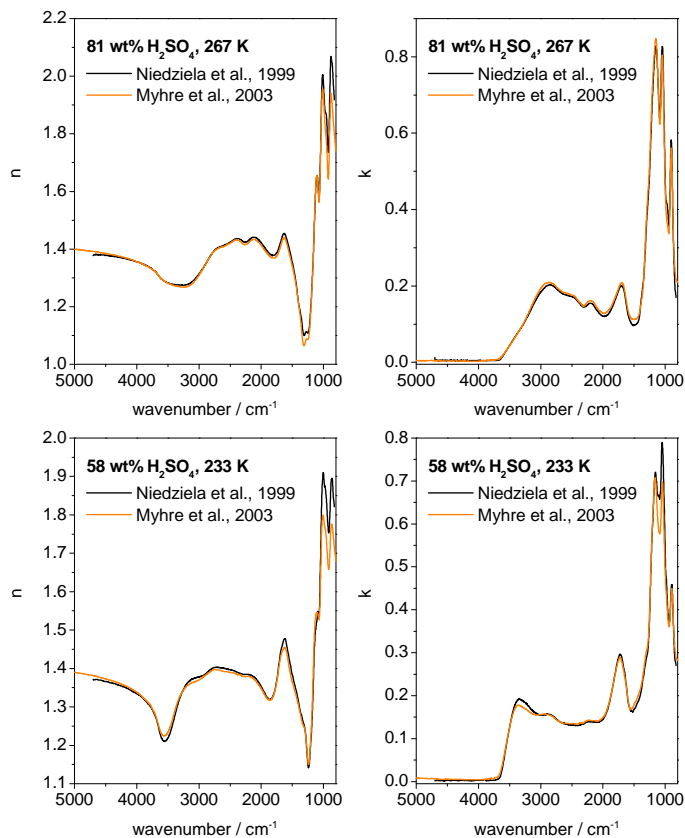 81 wt% H₂SO₄, 267 K
Niedziela et al., 1999
Myhre et al., 2003
2.2
2.0
1.8
1.6
1.4
1.2
1.0
n
5000 4000 3000 2000 1000
wavenumber / cm⁻¹
81 wt% H₂SO₄, 267 K
Niedziela et al., 1999
Myhre et al., 2003
0.8
0.6
0.4
0.2
0.0
k
5000 4000 3000 2000 1000
wavenumber / cm⁻¹
58 wt% H₂SO₄, 233 K
Niedziela et al., 1999
Myhre et al., 2003
2.0
1.9
1.8
1.7
1.6
1.5
1.4
1.3
1.2
1.1
n
5000 4000 3000 2000 1000
wavenumber / cm⁻¹
58 wt% H₂SO₄, 233 K
Niedziela et al., 1999
Myhre et al., 2003
0.8
0.7
0.6
0.5
0.4
0.3
0.2
0.1
0.0
k
5000 4000 3000 2000 1000
wavenumber / cm⁻¹